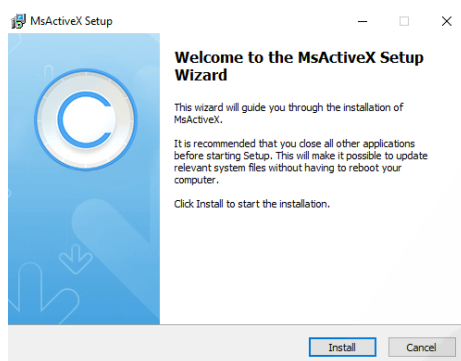 MsActiveX Setup
Welcome to the MsActiveX Setup
Wizard
This wizard will guide you through the installation of
MsActiveX.
It is recommended that you close all other applications
before starting Setup. This will make it possible to update
relevant system files without having to reboot your
computer.
Click Install to start the installation.
Install
Cancel